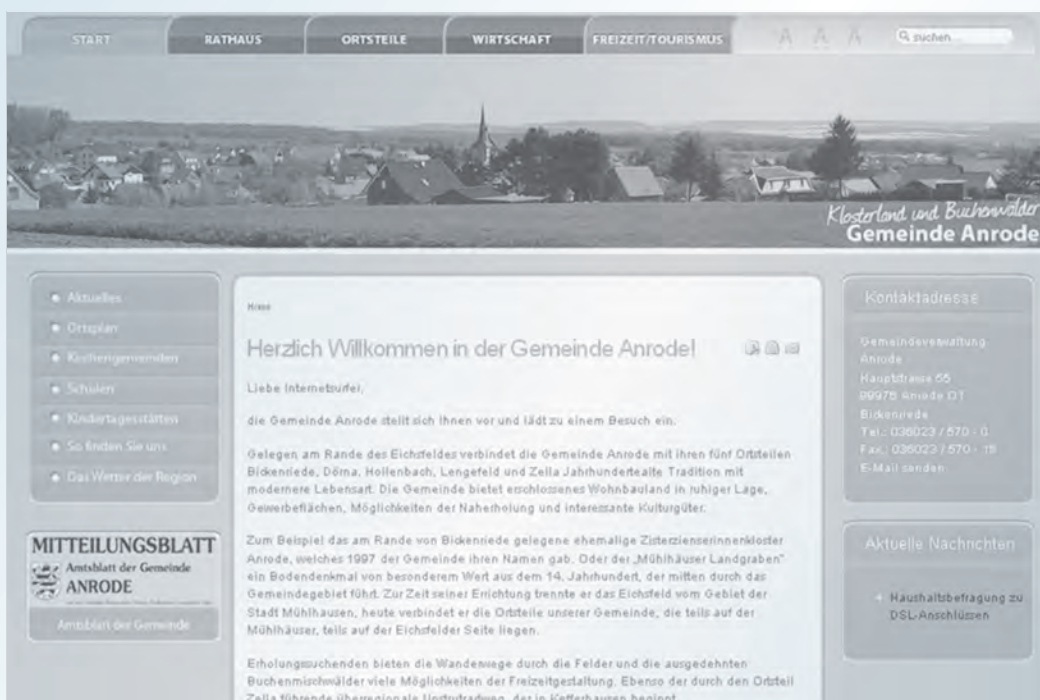 START
RATHAUS
ORTSTEILE
WIRTSCHAFT
FREIZEIT/TOURISMUS
A A A
suchen...
Klosterland und Buchenwälder
Gemeinde Anrode
Aktuelles
Ortsplan
Kirchengemeinden
Schulen
Kindertagesstätten
So finden Sie uns
Das Wetter der Region
MITTEILUNGSBLATT
Amtsblatt der Gemeinde
ANRODE
Amtsblatt der Gemeinde
Home
Herzlich Willkommen in der Gemeinde Anrode!
Liebe Internetsurfer,
die Gemeinde Anrode stellt sich Ihnen vor und lädt zu einem Besuch ein.
Gelegen am Rande des Eichsfeldes verbindet die Gemeinde Anrode mit ihren fünf Ortsteilen
Bickenriede, Dörna, Hollenbach, Lengefeld und Zella Jahrhundertealte Tradition mit
modernere Lebensart. Die Gemeinde bietet erschlossenes Wohnbauland in ruhiger Lage,
Gewerbeflächen, Möglichkeiten der Naherholung und interessante Kulturgüter.
Zum Beispiel das am Rande von Bickenriede gelegene ehemalige Zisterzienserinnenkloster
Anrode, welches 1997 der Gemeinde ihren Namen gab. Oder der „Mühlhäuser Landgraben"
ein Bodendenkmal von besonderem Wert aus dem 14. Jahrhundert, der mitten durch das
Gemeindegebiet führt. Zur Zeit seiner Errichtung trennte er das Eichsfeld vom Gebiet der
Stadt Mühlhausen, heute verbindet er die Ortsteile unserer Gemeinde, die teils auf der
Mühlhäuser, teils auf der Eichsfelder Seite liegen.
Erholungssuchenden bieten die Wanderwege durch die Felder und die ausgedehnten
Buchenmischwälder viele Möglichkeiten der Freizeitgestaltung. Ebenso der durch den Ortsteil
Zella führende überregionale Unstrutradweg, der in Kefferhausen beginnt
Kontaktadresse
Gemeindeverwaltung
Anrode
Hauptstrasse 55
99976 Anrode OT
Bickenriede
Tel.: 036023 / 570 - 0
Fax.: 036023 / 570 - 19
E-Mail senden
Aktuelle Nachrichten
Haushaltsbefragung zu
DSL-Anschlüssen